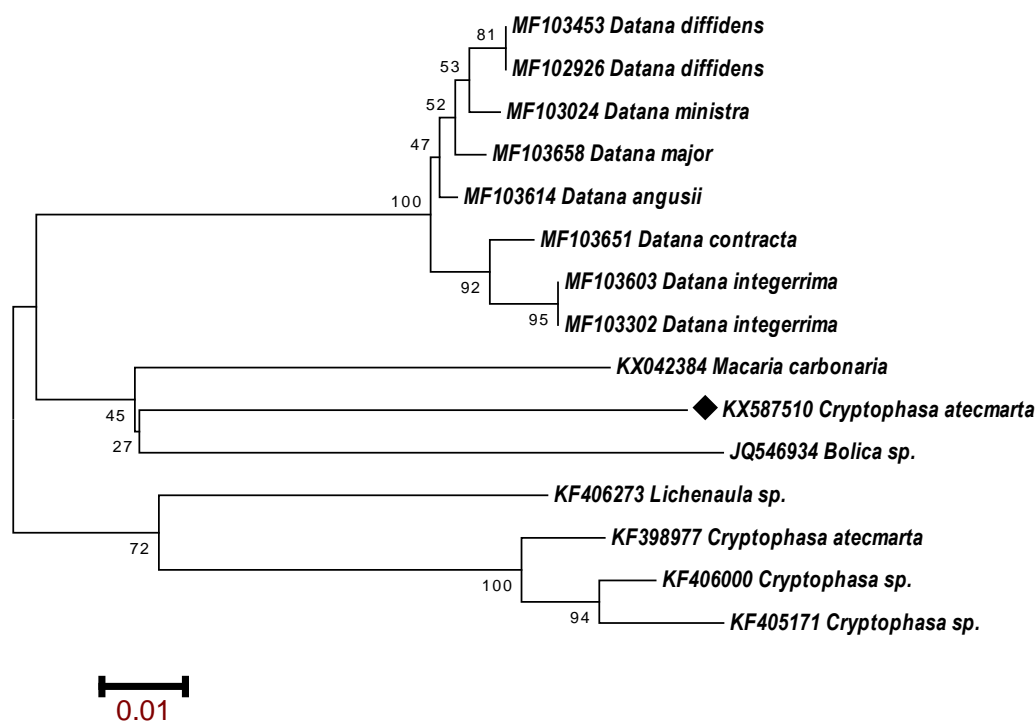 81
MF103453 Datana diffidens
MF102926 Datana diffidens
53
MF103024 Datana ministra
52
MF103658 Datana major
47
MF103614 Datana angusii
100
MF103651 Datana contracta
92
MF103603 Datana integerrima
95
MF103302 Datana integerrima
KX042384 Macaria carbonaria
45
KX587510 Cryptophasa atecmarta
27
JQ546934 Bolica sp.
KF406273 Lichenaula sp.
72
KF398977 Cryptophasa atecmarta
100
KF406000 Cryptophasa sp.
94
KF405171 Cryptophasa sp.
0.01